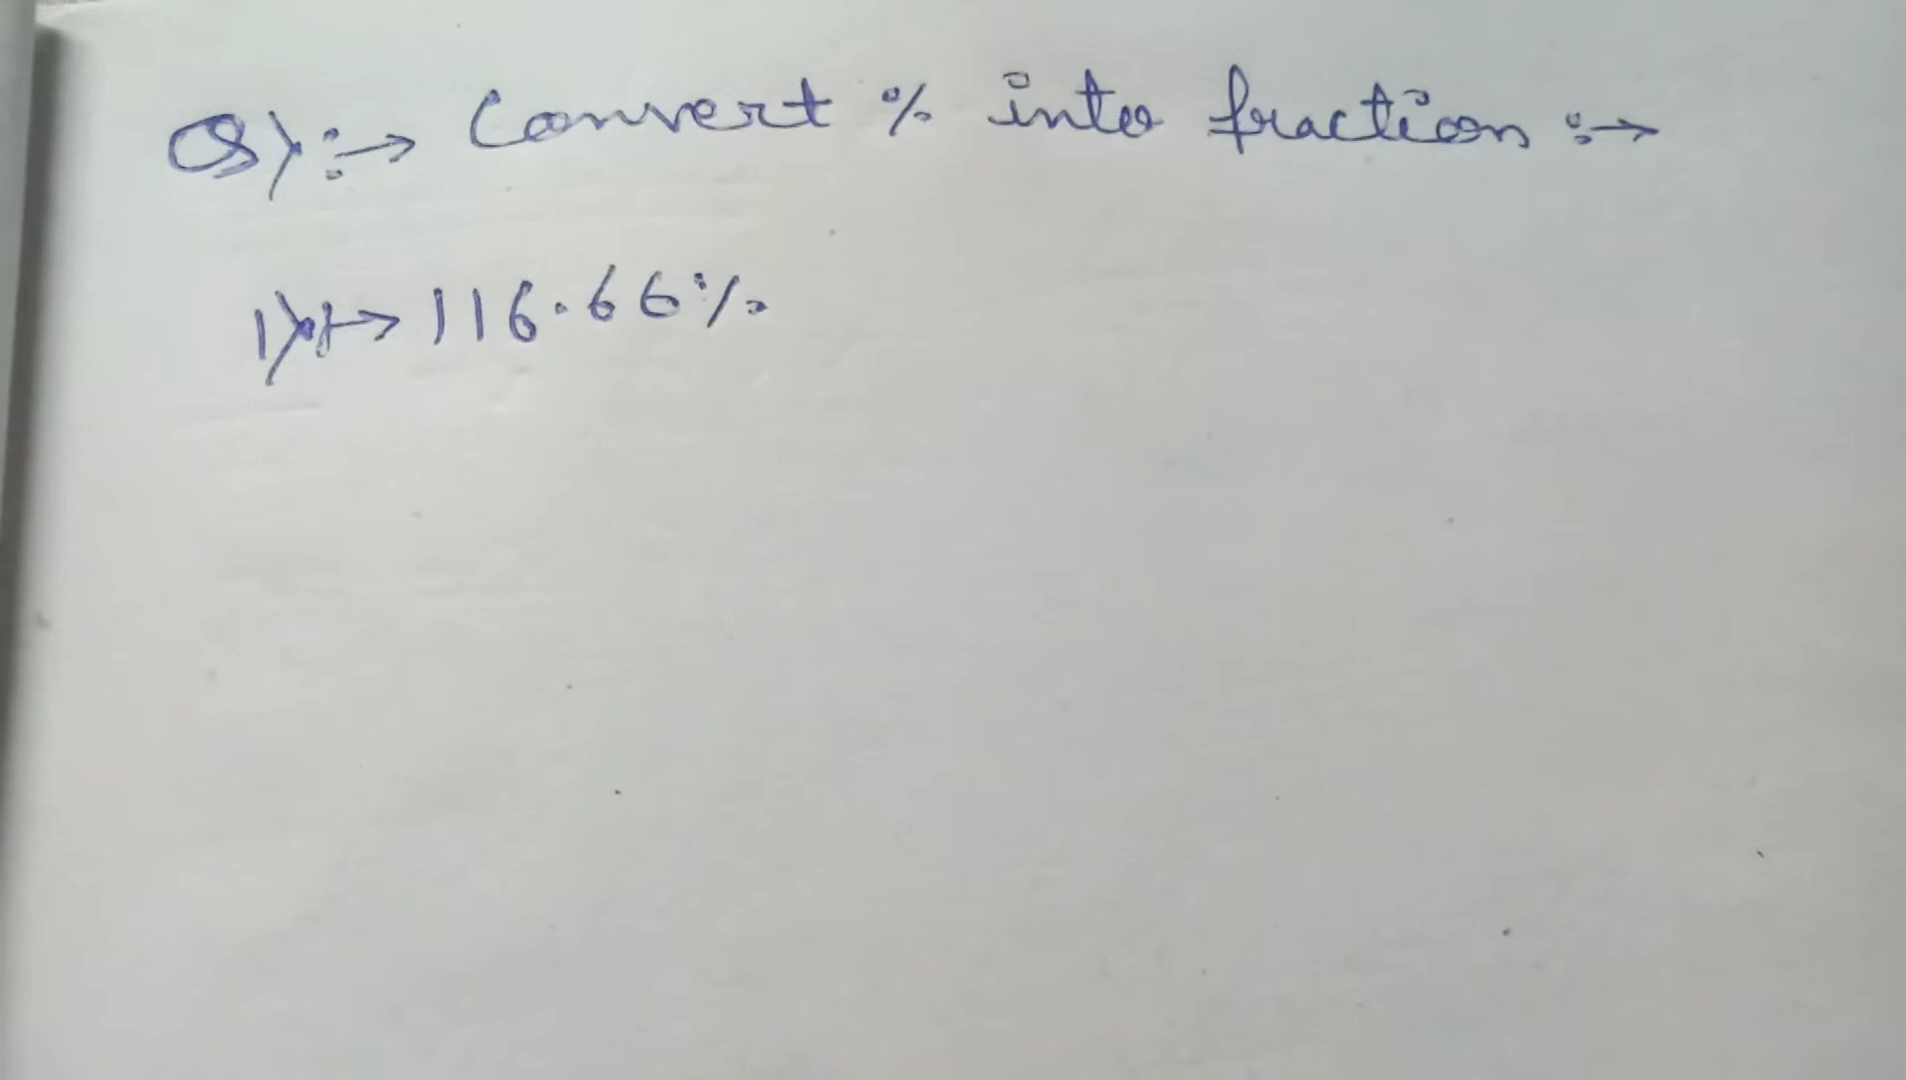 Q):→ Convert % into fraction :→
1):→ 116.66%